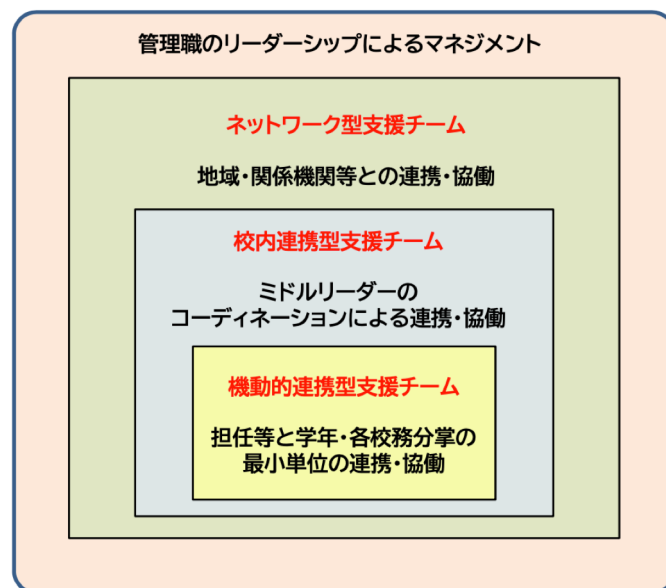 管理職のリーダーシップによるマネジメント
ネットワーク型支援チーム
地域・関係機関等との連携・協働
校内連携型支援チーム
ミドルリーダーの
コーディネーションによる連携・協働
機動的連携型支援チーム
担任等と学年・各校務分掌の
最小単位の連携・協働